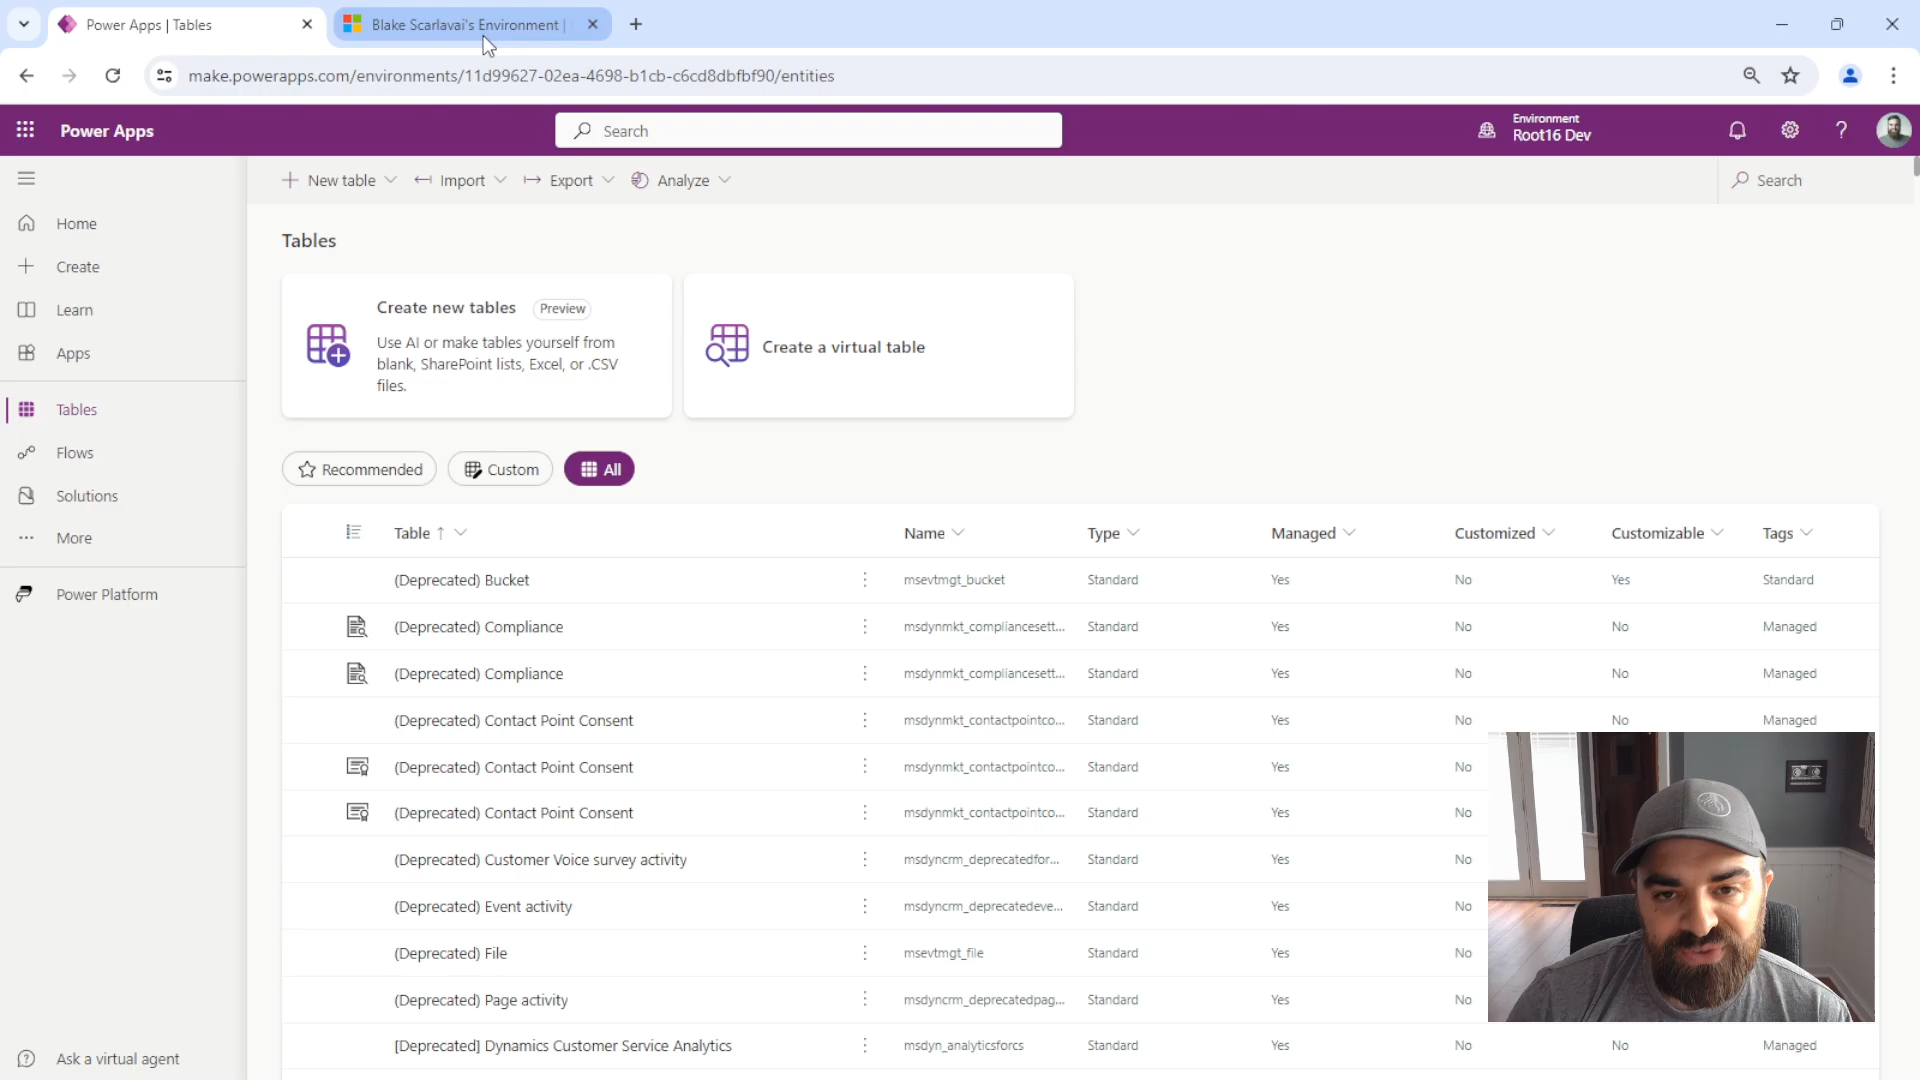 Power Apps | Tables
Blake Scarlavai's Environment |
make.powerapps.com/environments/11d99627-02ea-4698-b1cb-c6cd8dbfbf90/entities
Power Apps
Search
Environment
Root16 Dev
New table
Import
Export
Analyze
Search
Home
Create
Learn
Apps
Tables
Flows
Solutions
More
Power Platform
Ask a virtual agent
Tables
Create new tables Preview
Use AI or make tables yourself from
blank, SharePoint lists, Excel, or .CSV
files.
Create a virtual table
Recommended
Custom
All
Table ↑ Name Type Managed Customized Customizable Tags
(Deprecated) Bucket msevtmgt_bucket Standard Yes No Yes Standard
(Deprecated) Compliance msdynmkt_compliancesett... Standard Yes No No Managed
(Deprecated) Compliance msdynmkt_compliancesett... Standard Yes No No Managed
(Deprecated) Contact Point Consent msdynmkt_contactpointco... Standard Yes No No Managed
(Deprecated) Contact Point Consent msdynmkt_contactpointco... Standard Yes No
(Deprecated) Contact Point Consent msdynmkt_contactpointco... Standard Yes No
(Deprecated) Customer Voice survey activity msdyncrm_deprecatedfor... Standard Yes No
(Deprecated) Event activity msdyncrm_deprecatedeve... Standard Yes No
(Deprecated) File msevtmgt_file Standard Yes No
(Deprecated) Page activity msdyncrm_deprecatedpag... Standard Yes No
[Deprecated] Dynamics Customer Service Analytics msdyn_analyticsforcs Standard Yes No No Managed